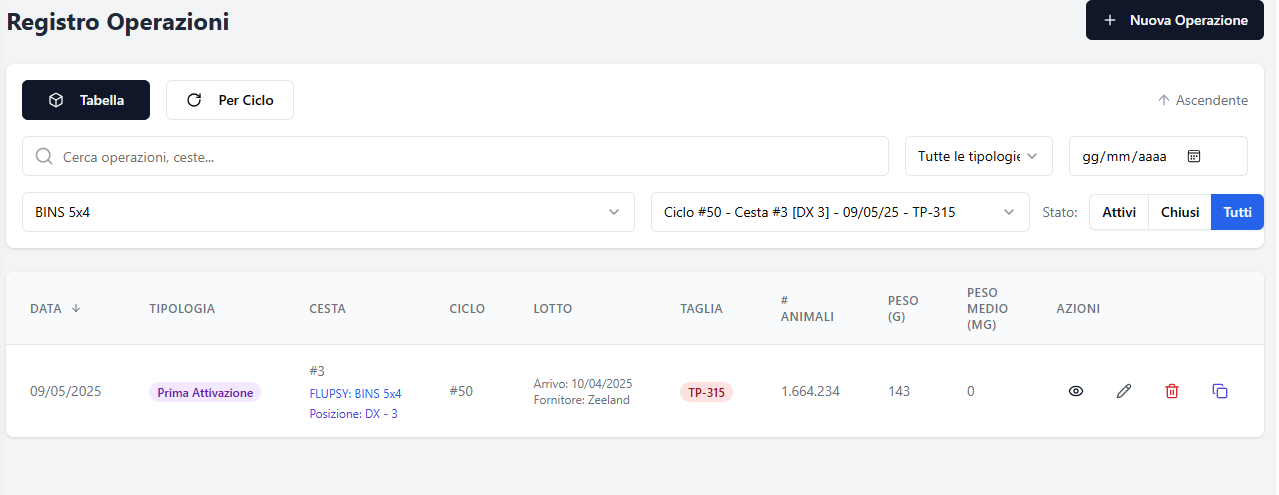 Registro Operazioni
Nuova Operazione
Tabella
Per Ciclo
Ascendente
Cerca operazioni, ceste...
Tutte le tipologie
gg/mm/aaaa
BINS 5x4
Ciclo #50 - Cesta #3 [DX 3] - 09/05/25 - TP-315
Stato:
Attivi
Chiusi
Tutti
DATA
TIPOLOGIA
CESTA
CICLO
LOTTO
TAGLIA
#
ANIMALI
PESO
(G)
PESO
MEDIO
(MG)
AZIONI
09/05/2025
Prima Attivazione
#3
FLUPSY: BINS 5x4
Posizione: DX - 3
#50
Arrivo: 10/04/2025
Fornitore: Zeeland
TP-315
1.664.234
143
0